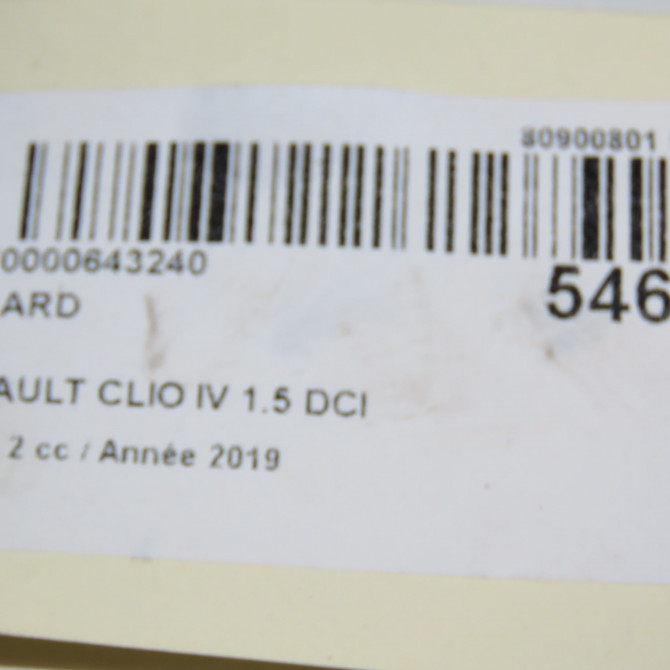 80900801
0000643240
546
ARD
AULT CLIO IV 1.5 DCI
2 cc / Année 2019